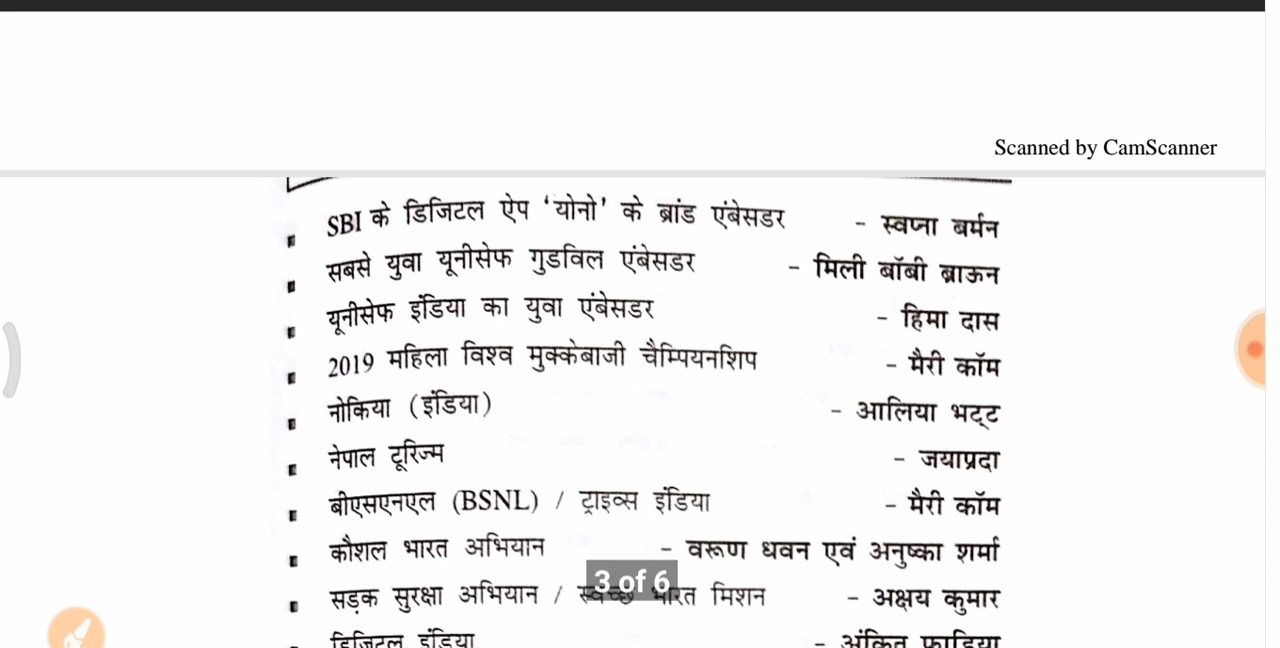 Scanned by CamScanner
SBI के डिजिटल ऐप 'योनो' के ब्रांड एंबेसडर - स्वप्ना बर्मन
सबसे युवा यूनीसेफ गुडविल एंबेसडर - मिली बॉबी ब्राऊन
यूनीसेफ इंडिया का युवा एंबेसडर - हिमा दास
2019 महिला विश्व मुक्केबाजी चैम्पियनशिप - मैरी कॉम
नोकिया (इंडिया) - आलिया भट्ट
नेपाल टूरिज्म - जयाप्रदा
बीएसएनएल (BSNL) / ट्राइव्स इंडिया - मैरी कॉम
कौशल भारत अभियान - वरूण धवन एवं अनुष्का शर्मा
3 of 6
सड़क सुरक्षा अभियान / स्वच्छ भारत मिशन - अक्षय कुमार
डिजिटल इंडिया - अंकित फाडिया